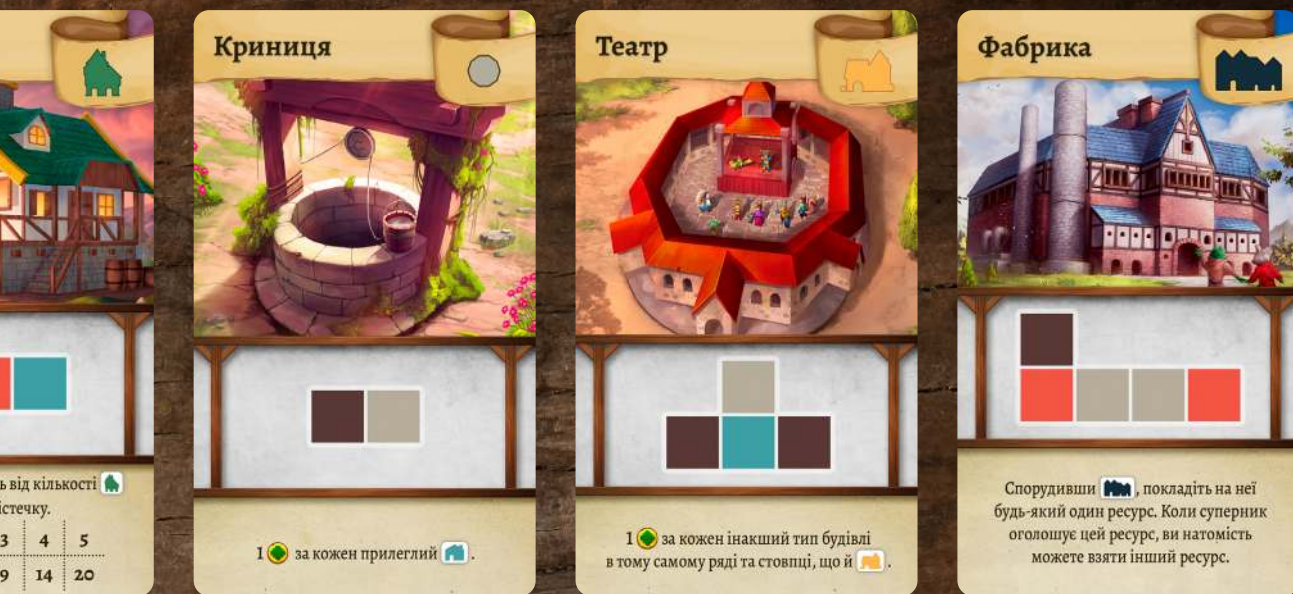 ь від кількості
істечку.
3 4 5
9 14 20
Криниця
1 за кожен прилеглий .
Театр
1 за кожен інакший тип будівлі
в тому самому ряді та стовпці, що й .
Фабрика
Спорудивши , покладіть на неї
будь-який один ресурс. Коли суперник
оголошує цей ресурс, ви натомість
можете взяти інший ресурс.